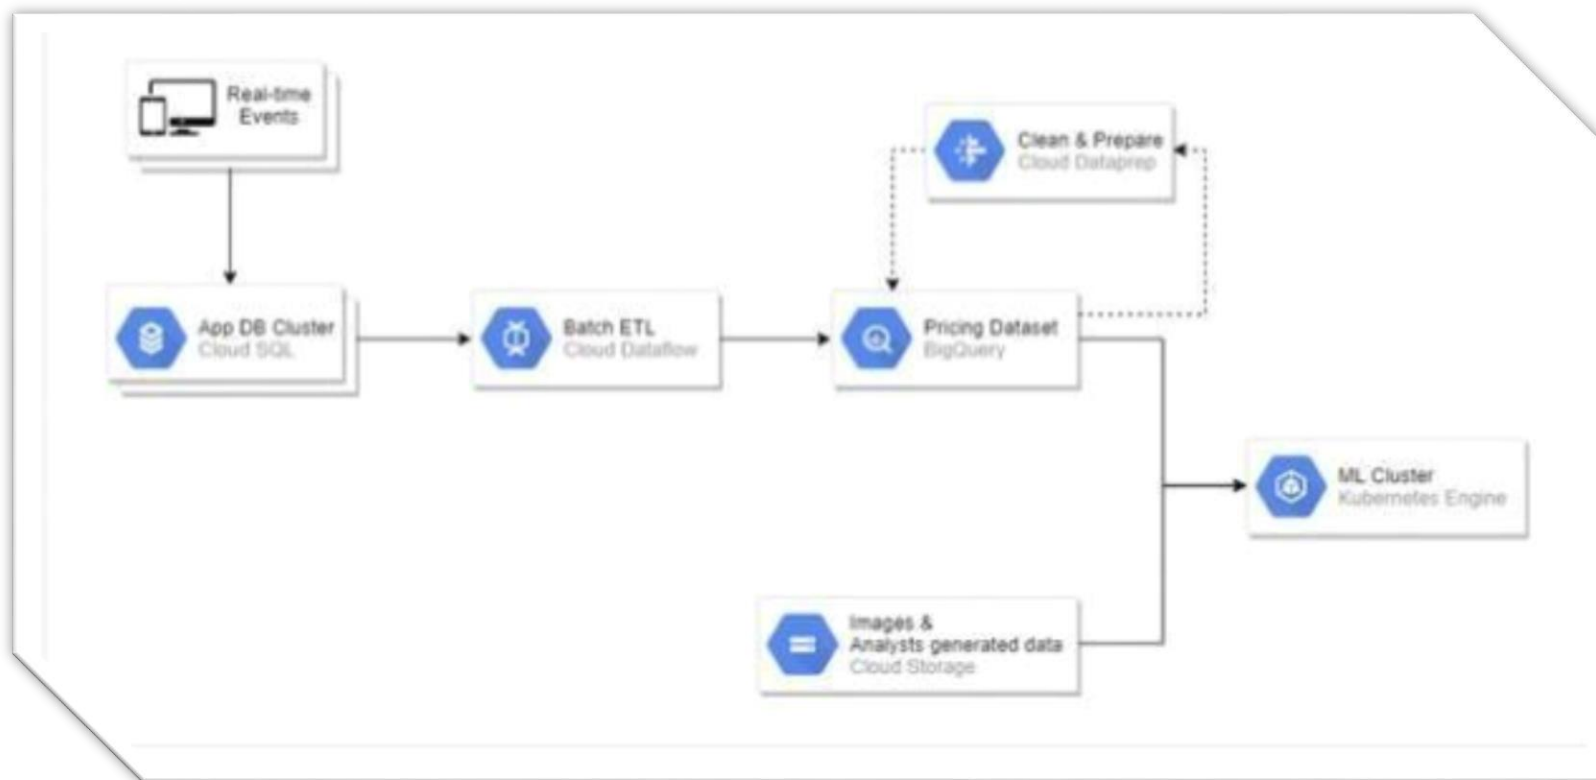 Real-time
Events
Clean & Prepare
Cloud Dataprep
App DB Cluster
Cloud SQL
Batch ETL
Cloud Dataflow
Pricing Dataset
BigQuery
ML Cluster
Kubernetes Engine
Images &
Analysts generated data
Cloud Storage